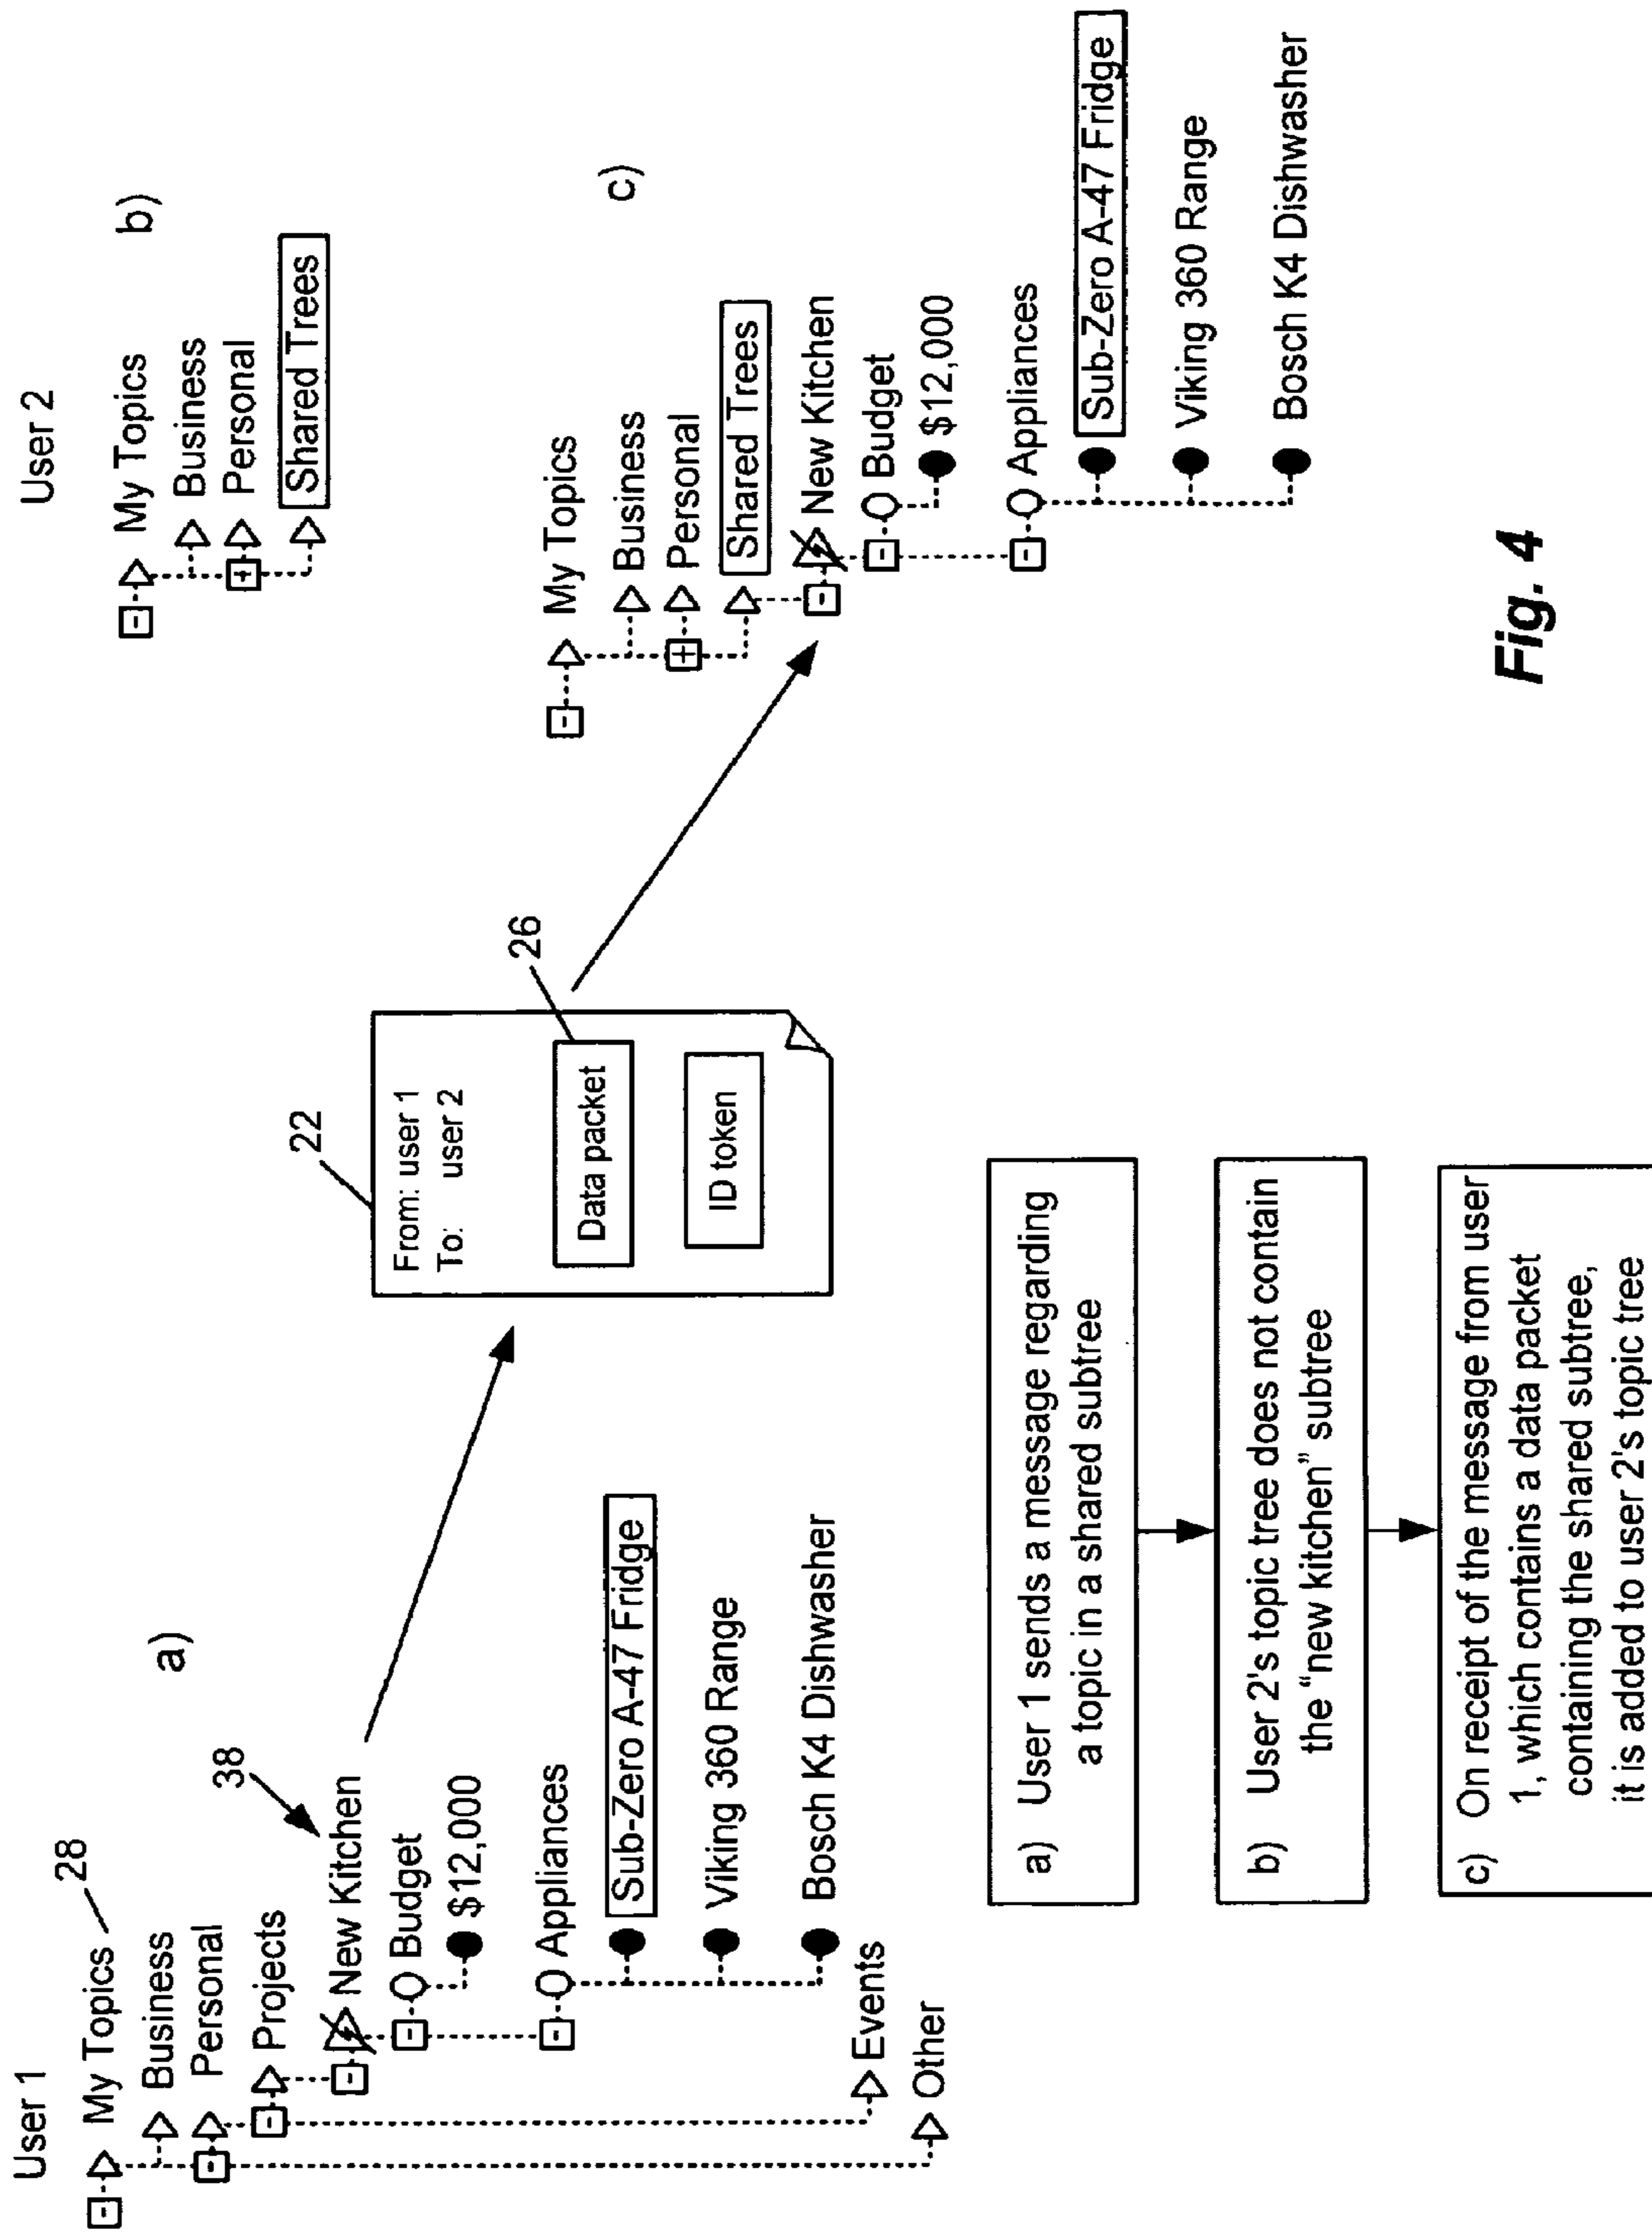 User 1
My Topics
28
Business
Personal
Projects
38
New Kitchen
Budget
$12,000
Appliances
Sub-Zero A-47 Fridge
Viking 360 Range
Bosch K4 Dishwasher
Events
Other
a)
22
From: user 1
To: user 2
26
Data packet
ID token
User 2
b)
My Topics
Business
Personal
Shared Trees
c)
My Topics
Business
Personal
Shared Trees
New Kitchen
Budget
$12,000
Appliances
Sub-Zero A-47 Fridge
Viking 360 Range
Bosch K4 Dishwasher
a) User 1 sends a message regarding
a topic in a shared subtree
b) User 2's topic tree does not contain
the "new kitchen" subtree
c) On receipt of the message from user
1, which contains a data packet
containing the shared subtree,
it is added to user 2's topic tree
Fig. 4